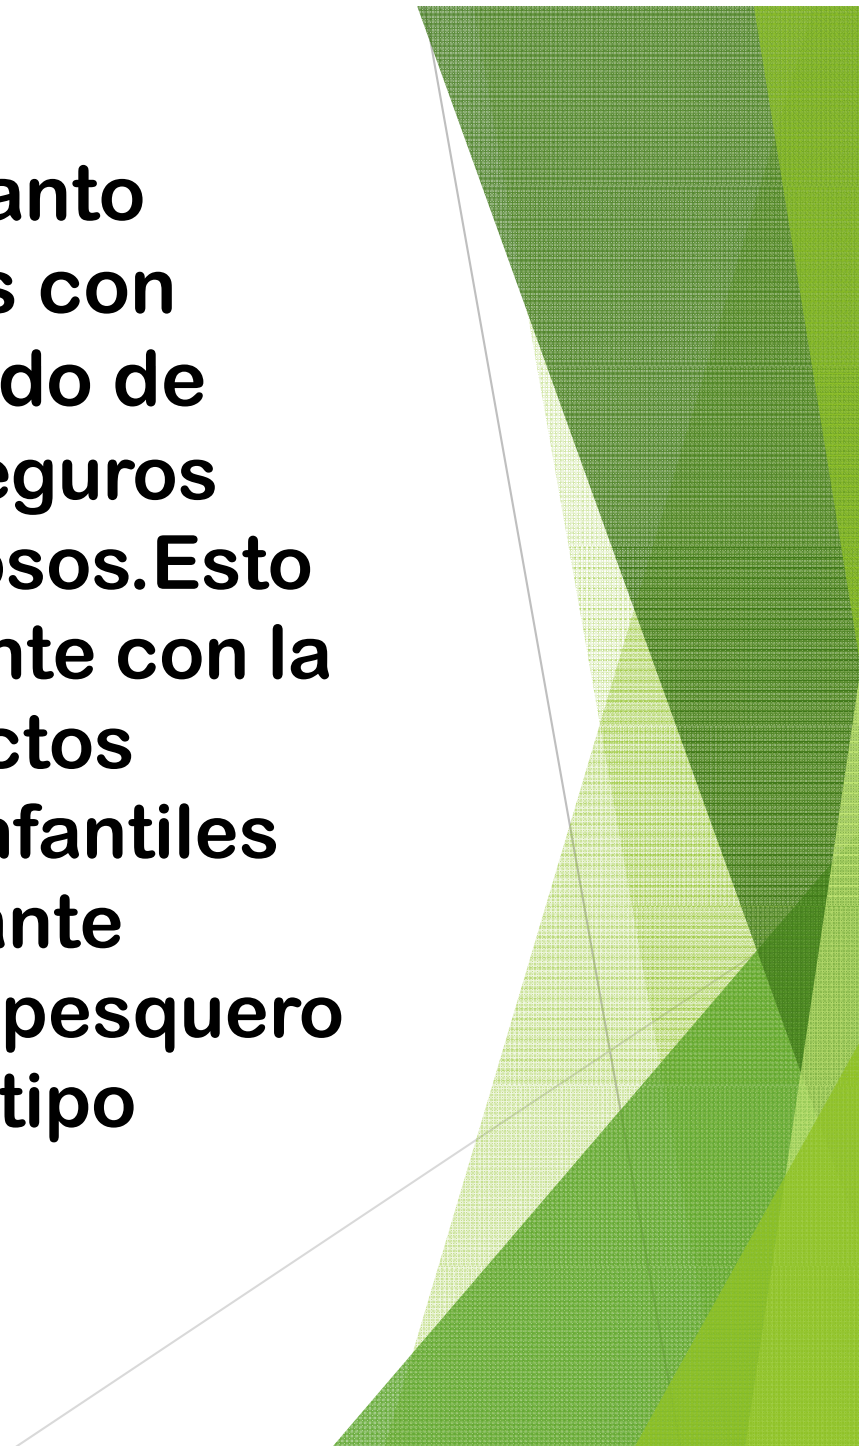 anto
s con
do de
eguros
osos.Esto
nte con la
ctos
nfantiles
ante
pesquero
tipo